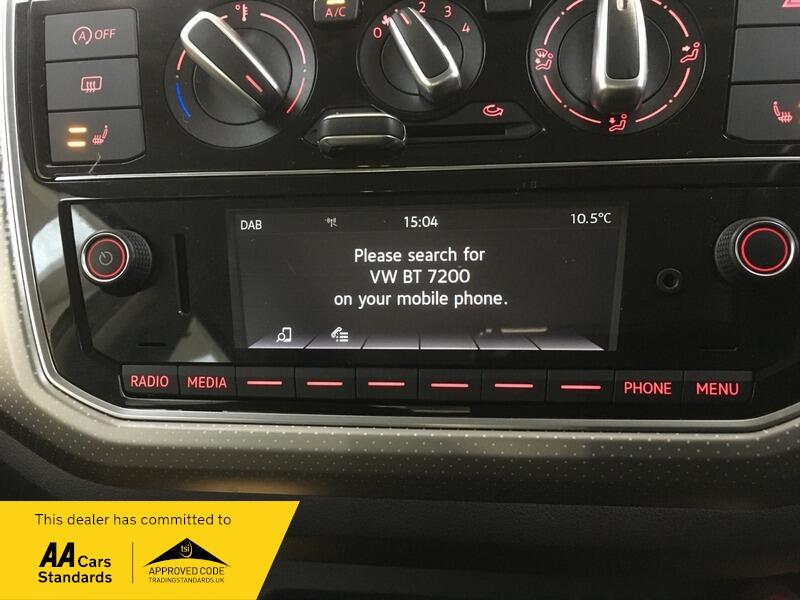 OFF
A/C
0
2
3
4
DAB
15:04
10.5°C
Please search for
VW BT 7200
on your mobile phone.
RADIO
MEDIA
PHONE
MENU
This dealer has committed to
AA Cars
Standards
tsi
APPROVED CODE
TRADINGSTANDARDS.UK